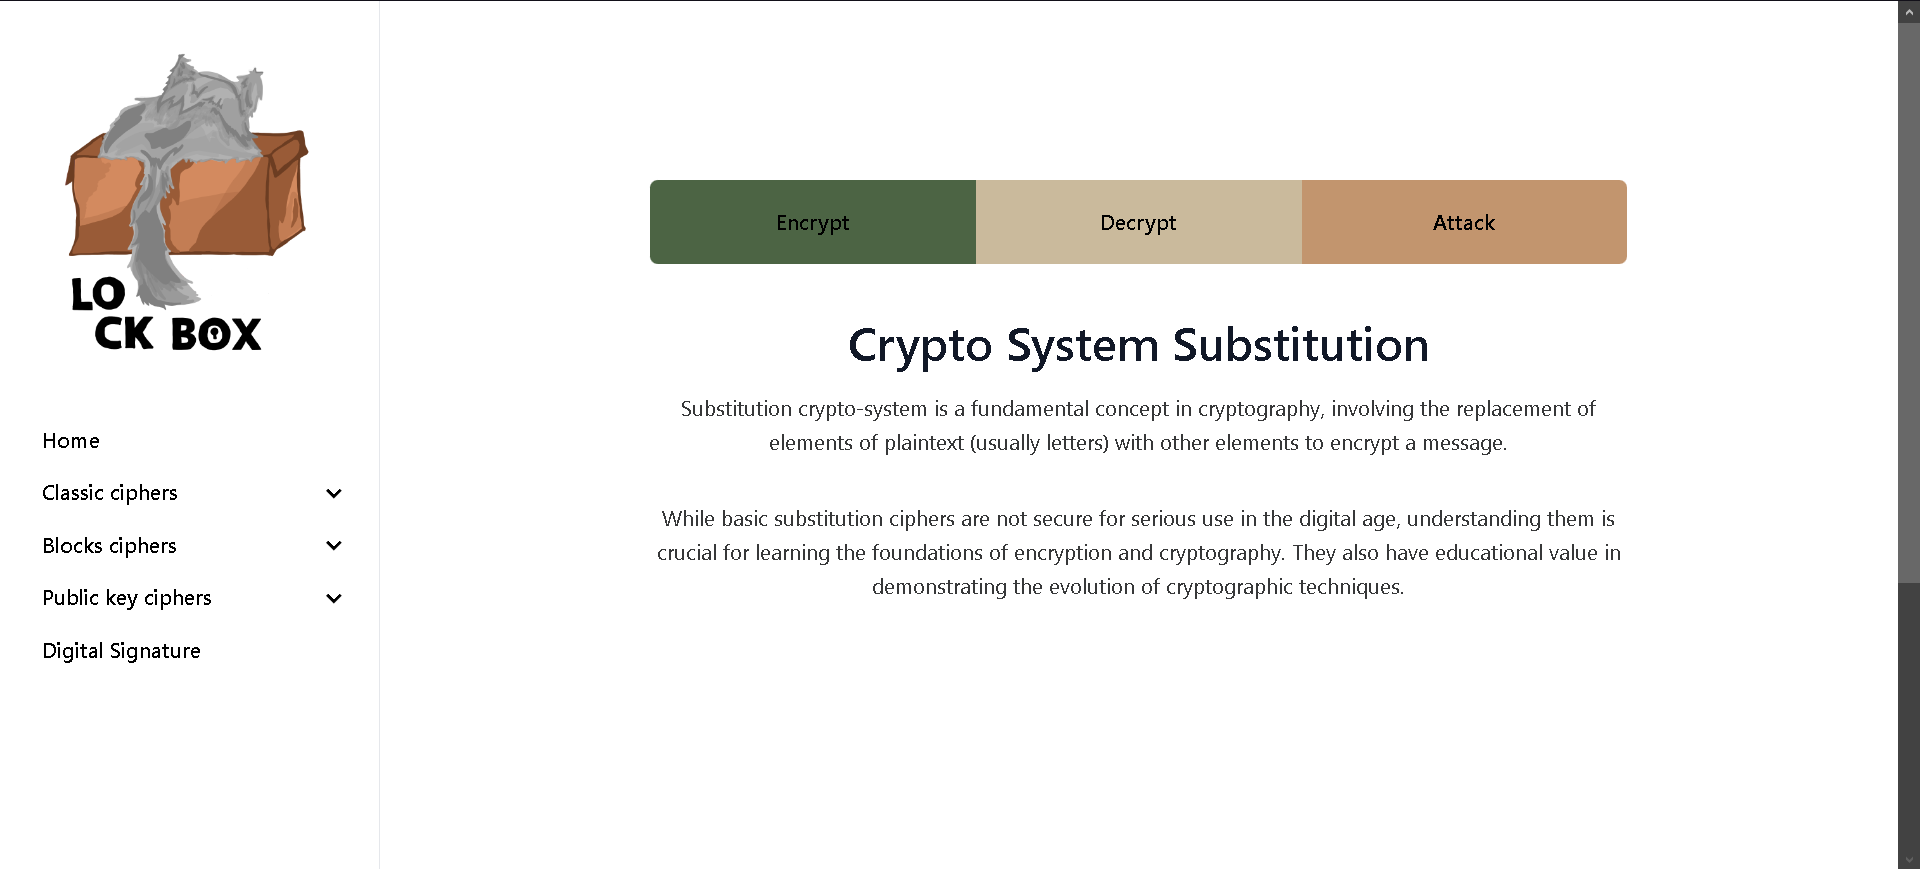 LO
CK BOX
Home
Classic ciphers
Blocks ciphers
Public key ciphers
Digital Signature
Encrypt
Decrypt
Attack
Crypto System Substitution
Substitution crypto-system is a fundamental concept in cryptography, involving the replacement of
elements of plaintext (usually letters) with other elements to encrypt a message.
While basic substitution ciphers are not secure for serious use in the digital age, understanding them is
crucial for learning the foundations of encryption and cryptography. They also have educational value in
demonstrating the evolution of cryptographic techniques.